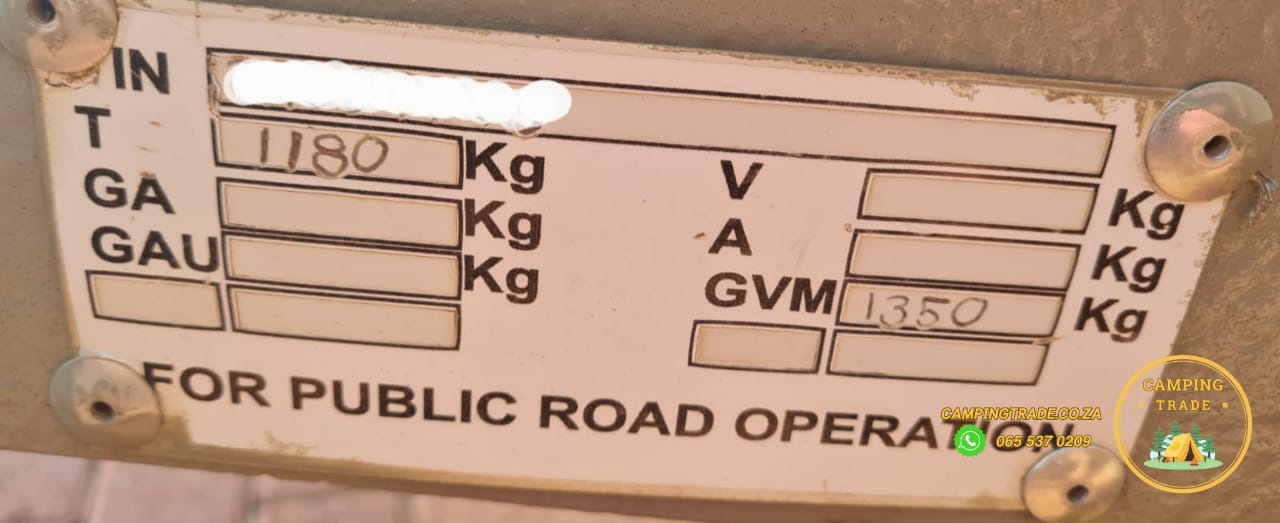 IN
T 1180 Kg V Kg
GA Kg A Kg
GAU Kg GVM 1350 Kg
FOR PUBLIC ROAD OPERATION
CAMPINGTRADE.CO.ZA
065 537 0209
CAMPING
TRADE